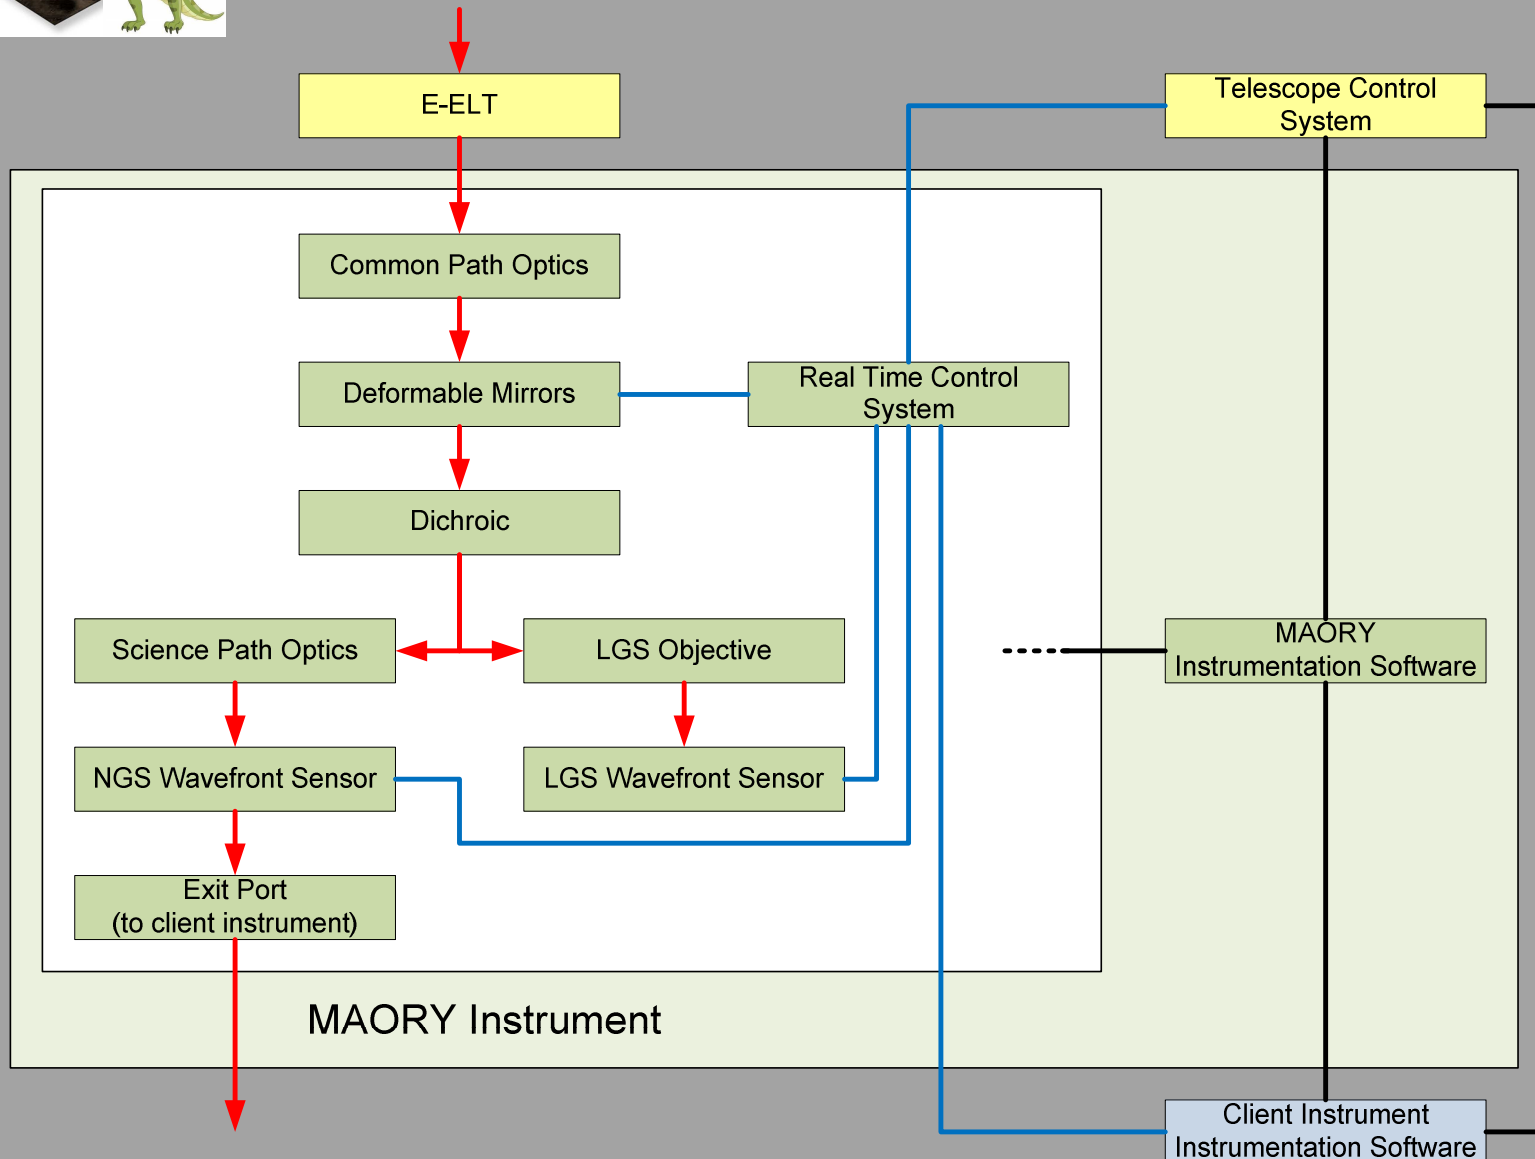 E-ELT
Telescope Control
System
Common Path Optics
Deformable Mirrors
Real Time Control
System
Dichroic
Science Path Optics
LGS Objective
MAORY
Instrumentation Software
NGS Wavefront Sensor
LGS Wavefront Sensor
Exit Port
(to client instrument)
MAORY Instrument
Client Instrument
Instrumentation Software